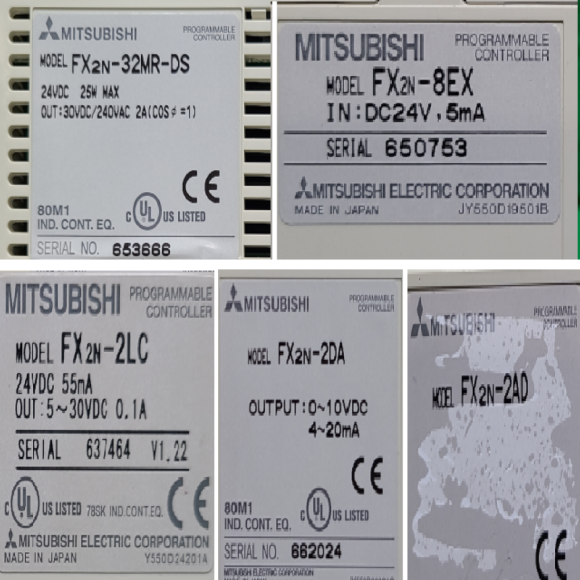 MITSUBISHI
PROGRAMMABLE
CONTROLLER
MODEL FX2N-32MR-DS
24VDC 25W MAX
OUT:30VDC/240VAC 2A(COS ϕ =1)
CE
80M1
IND. CONT. EQ.
C UL US LISTED
SERIAL NO. 653666
MITSUBISHI
PROGRAMMABLE
CONTROLLER
MODEL FX2N-8EX
IN:DC24V, 5mA
SERIAL 650753
MITSUBISHI ELECTRIC CORPORATION
MADE IN JAPAN JY550D19501B
MITSUBISHI
PROGRAMMABLE
CONTROLLER
MODEL FX2N-2LC
24VDC 55mA
OUT:5~30VDC 0.1A
SERIAL 637464 V1.22
C UL US LISTED 78SK IND.CONT.EQ. CE
MITSUBISHI ELECTRIC CORPORATION
MADE IN JAPAN Y550D24201A
MITSUBISHI
PROGRAMMABLE
CONTROLLER
MODEL FX2N-2DA
OUTPUT:0~10VDC
4~20mA
CE
80M1
IND. CONT. EQ.
C UL US LISTED
SERIAL NO. 662024
MITSUBISHI
PROGRAMMABLE
CONTROLLER
MODEL FX2N-2AD
CE